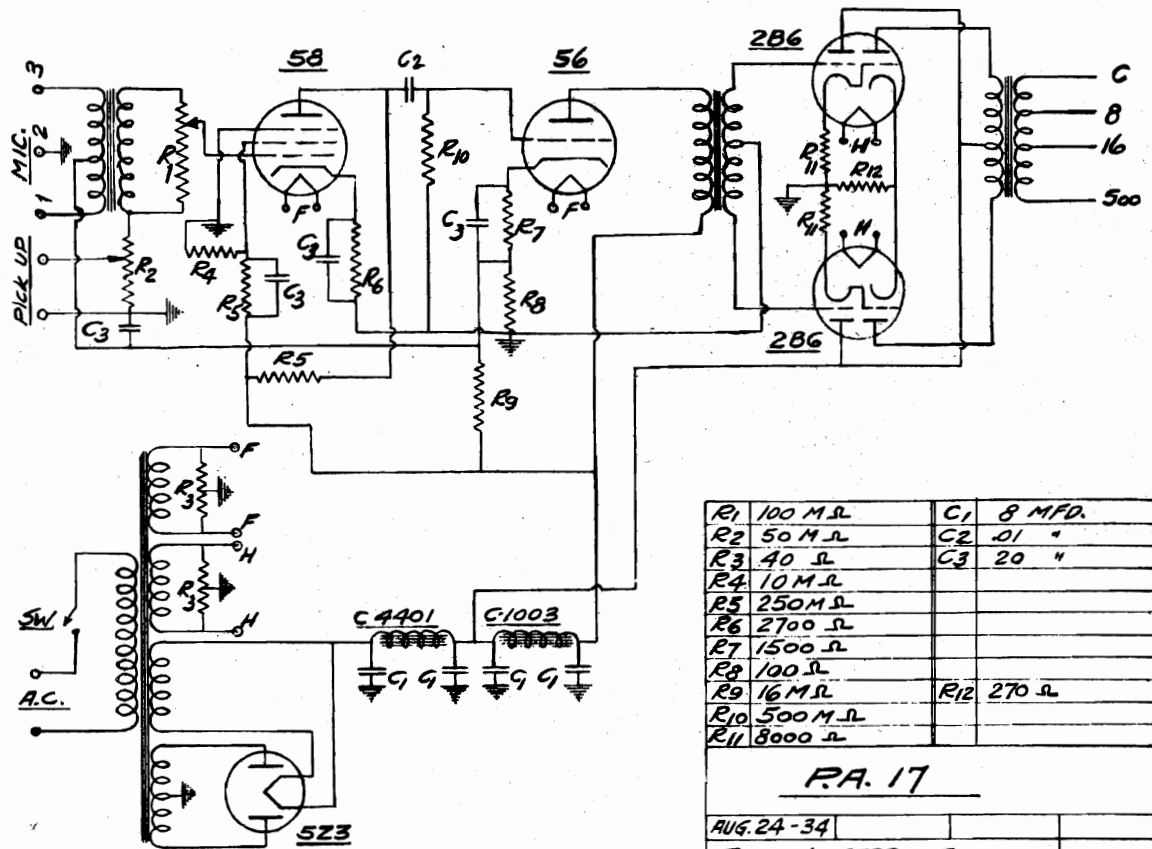 58
C2
56
2B6
3
MIC.
2
1
PICK UP
R1
R2
C3
R4
R5
C3
F
C3
R6
R10
C3
R7
F
R8
R5
R9
H
R11
R12
R11
H
2B6
C
8
16
500
F
R3
F
H
R3
H
SW.
A.C.
C-4401
C-1003
C1 C1 C1 C1
523
R1 100 M Ω C1 8 MFD.
R2 50 M Ω C2 .01 "
R3 40 Ω C3 20 "
R4 10 M Ω
R5 250 M Ω
R6 2700 Ω
R7 1500 Ω
R8 100 Ω
R9 16 M Ω R12 270 Ω
R10 500 M Ω
R11 8000 Ω
P.A. 17
AUG. 24-34